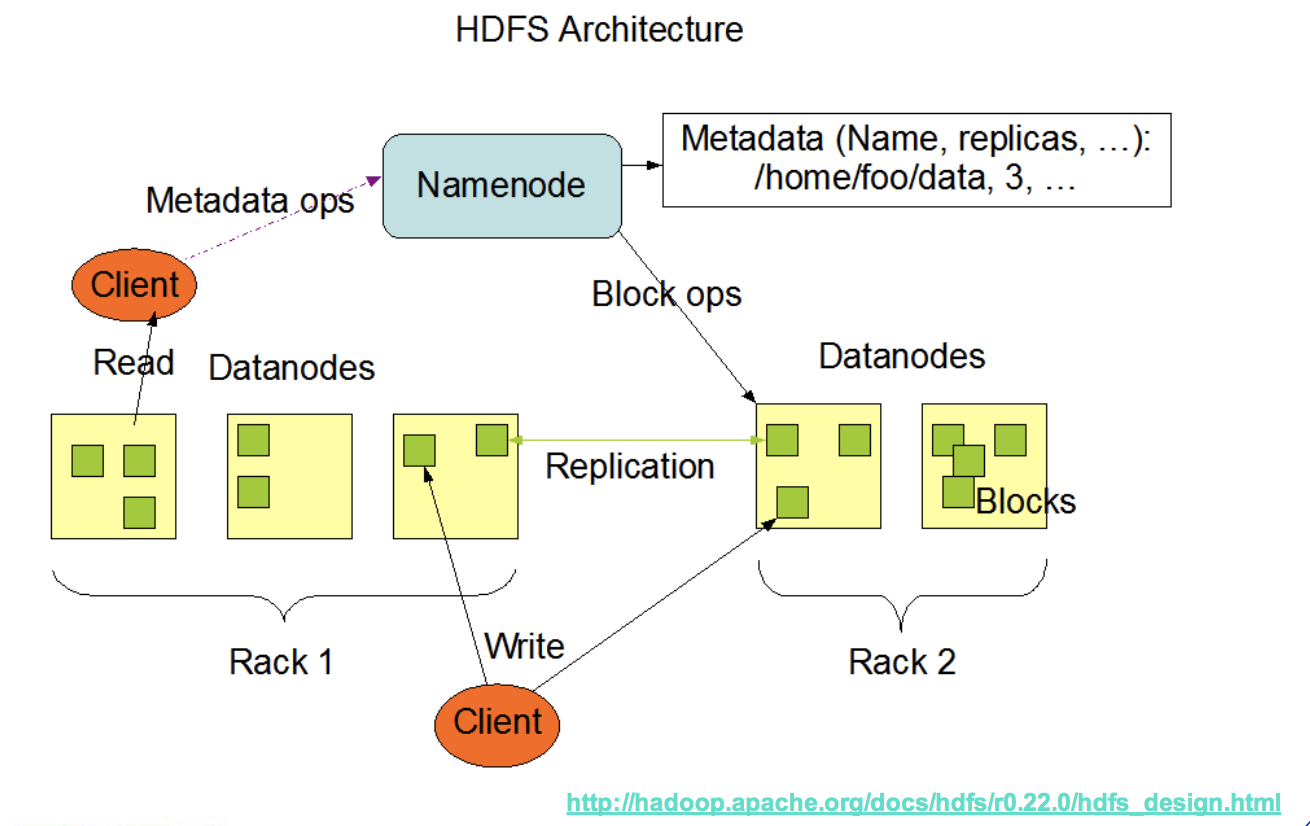 HDFS Architecture
Metadata (Name, replicas, …):
/home/foo/data, 3, …
Namenode
Metadata ops
Client
Block ops
Read
Datanodes
Datanodes
Replication
Blocks
Rack 1
Write
Rack 2
Client
http://hadoop.apache.org/docs/hdfs/r0.22.0/hdfs_design.html